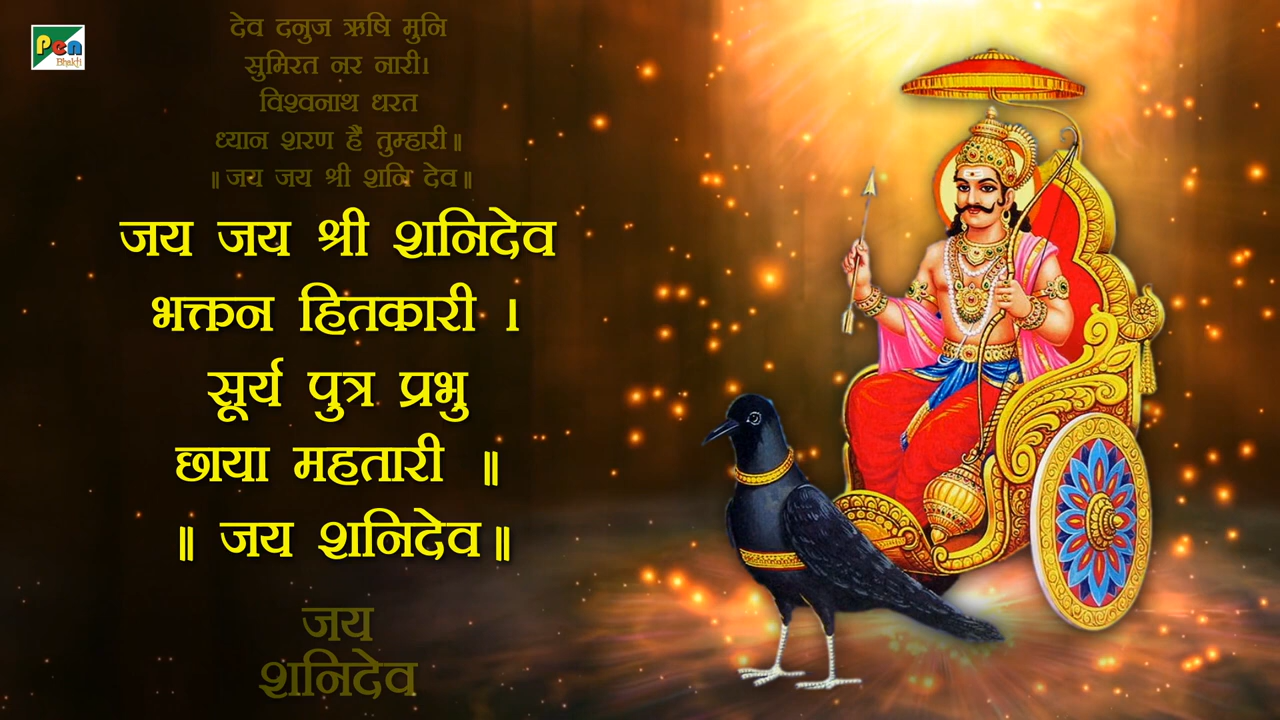 Pen
Bhakti
देव दनुज ऋषि मुनि
सुमिरत नर नारी।
विश्वनाथ धरत
ध्यान शरण हैं तुम्हारी॥
॥ जय जय श्री शनि देव॥
जय जय श्री शनिदेव
भक्तन हितकारी ।
सूर्य पुत्र प्रभु
छाया महतारी ॥
॥ जय शनिदेव॥
जय
शनिदेव